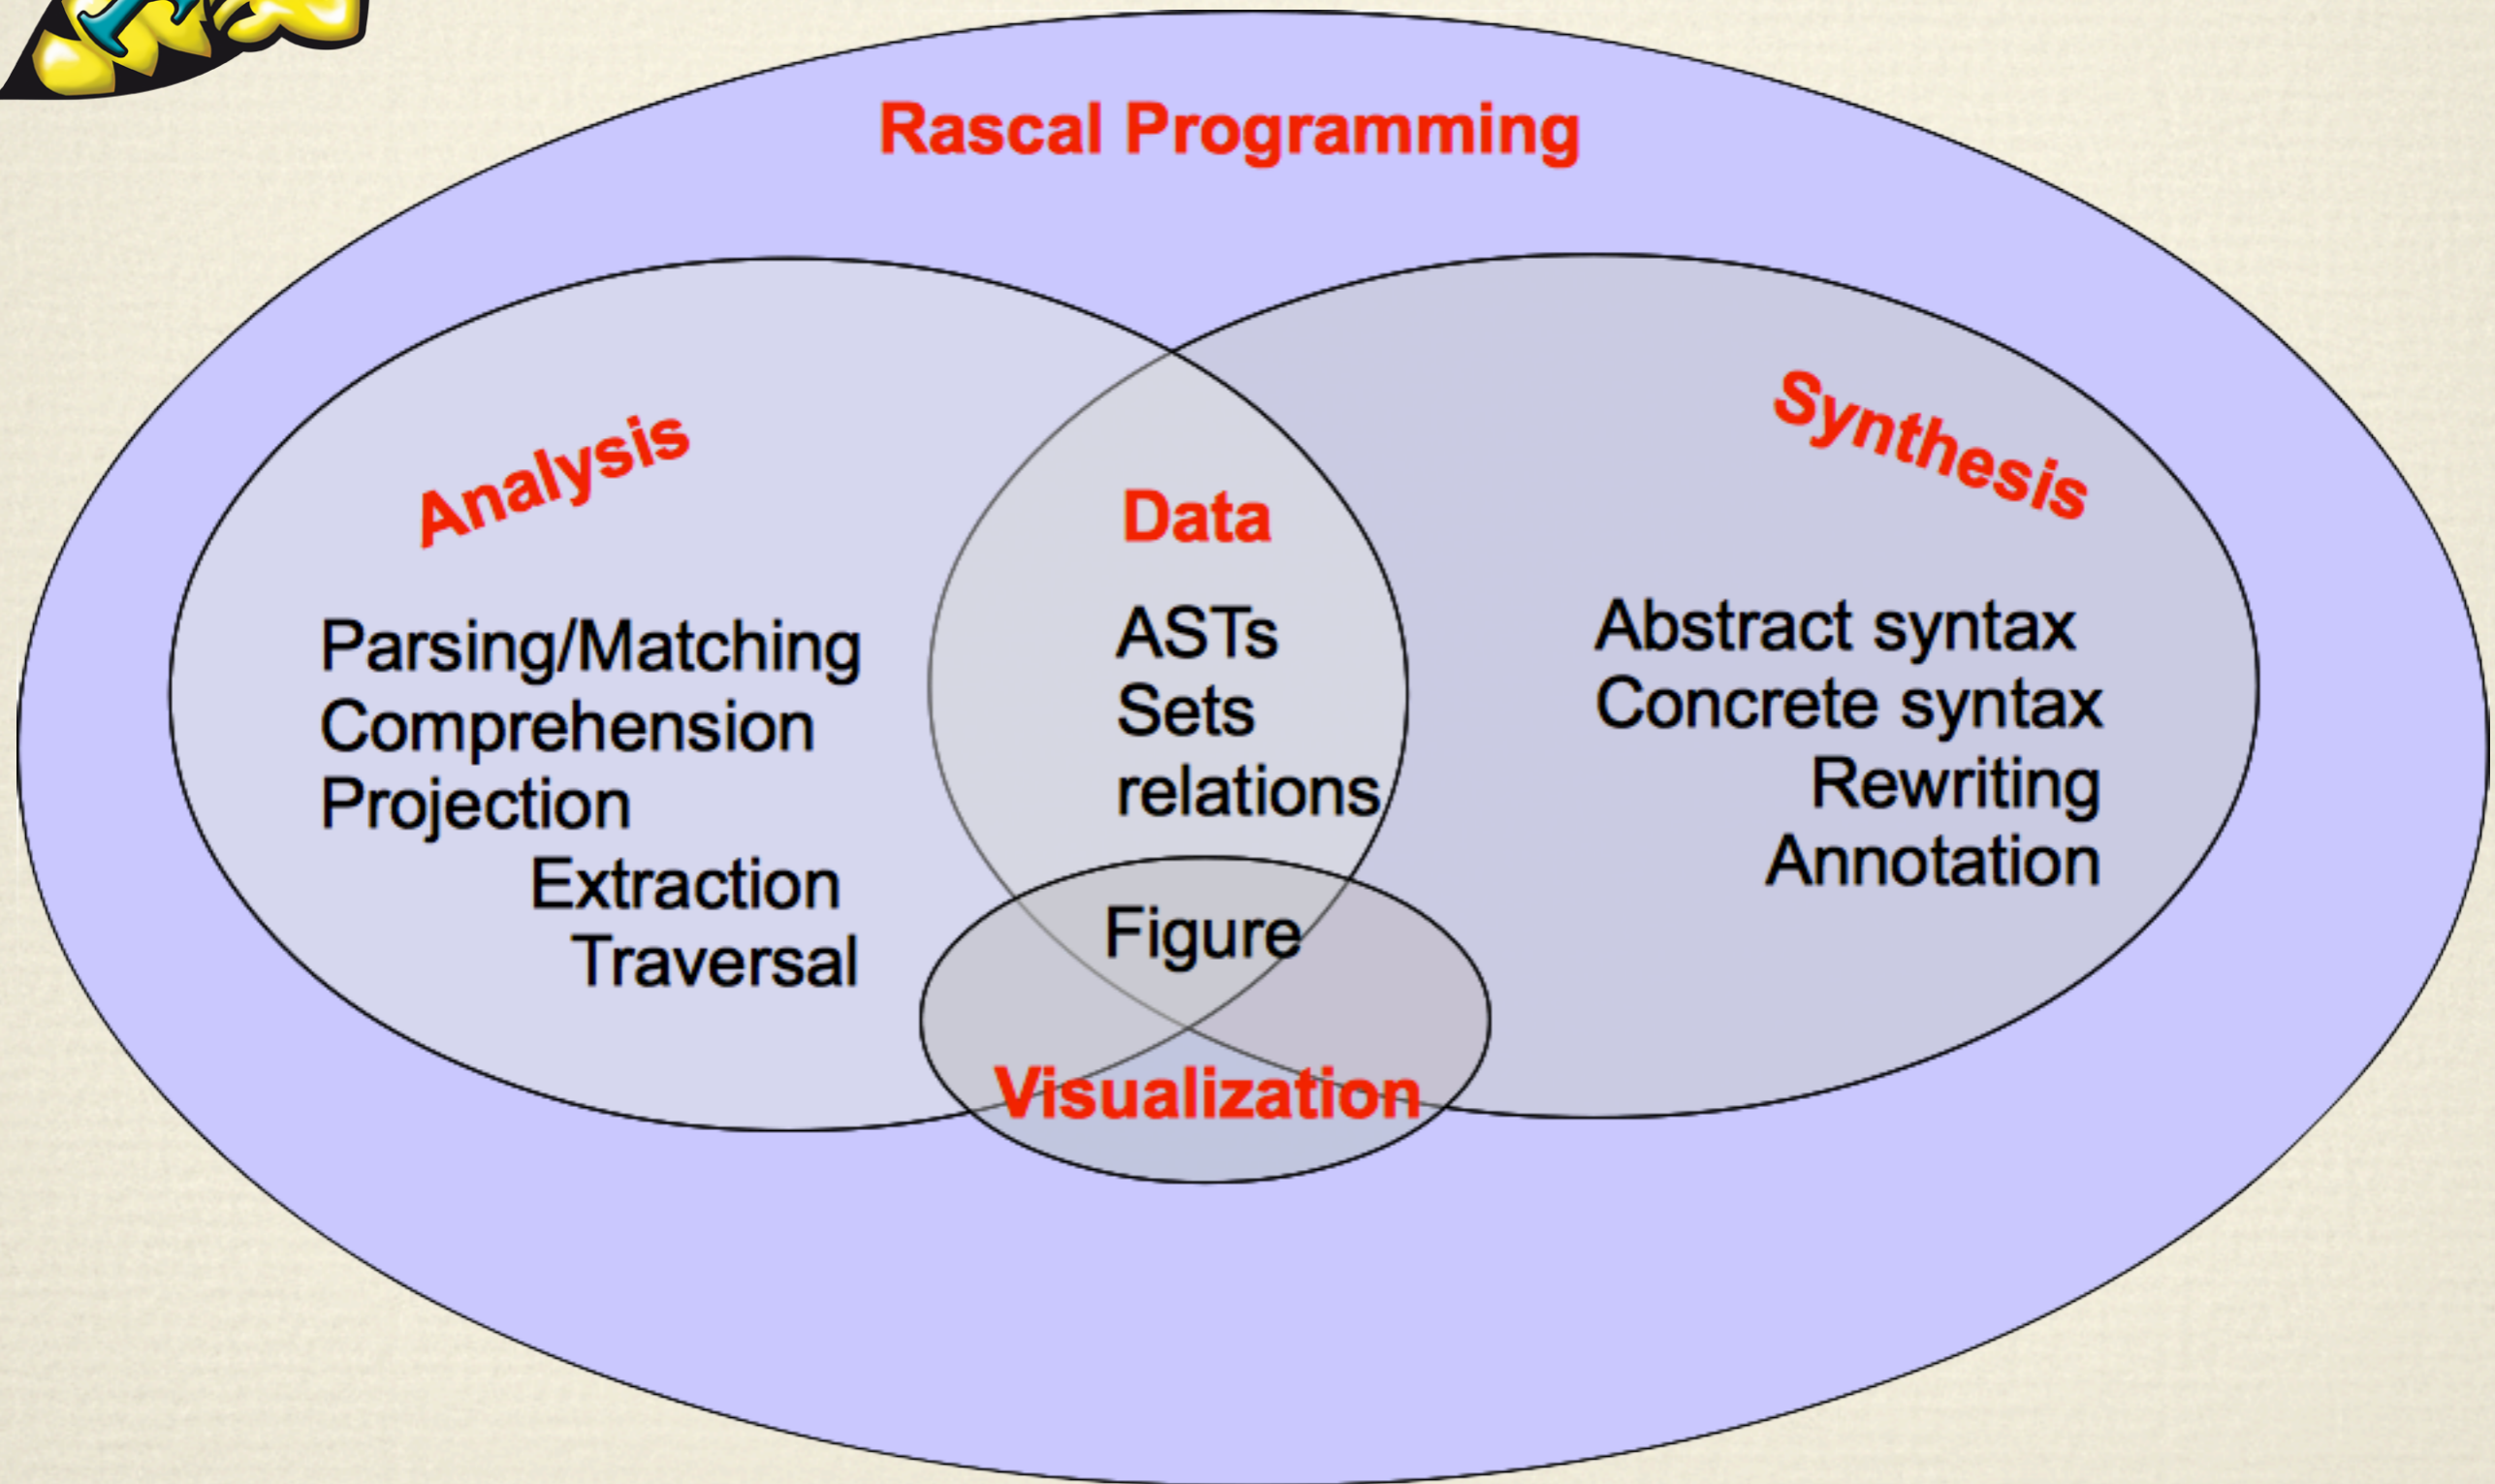 Rascal Programming
Analysis
Parsing/Matching
Comprehension
Projection
Extraction
Traversal
Data
ASTs
Sets
relations
Figure
Visualization
Synthesis
Abstract syntax
Concrete syntax
Rewriting
Annotation